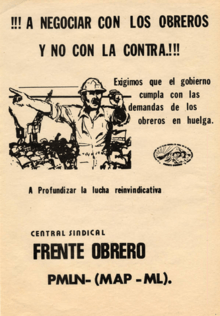 !!! A NEGOCIAR CON LOS OBREROS
Y NO CON LA CONTRA.!!!
Exigimos que el gobierno
cumpla con las
demandas de los
obreros en huelga.
A Profundizar la lucha reinvindicativa
CENTRAL SINDICAL
FRENTE OBRERO
PMLN- (MAP -ML).